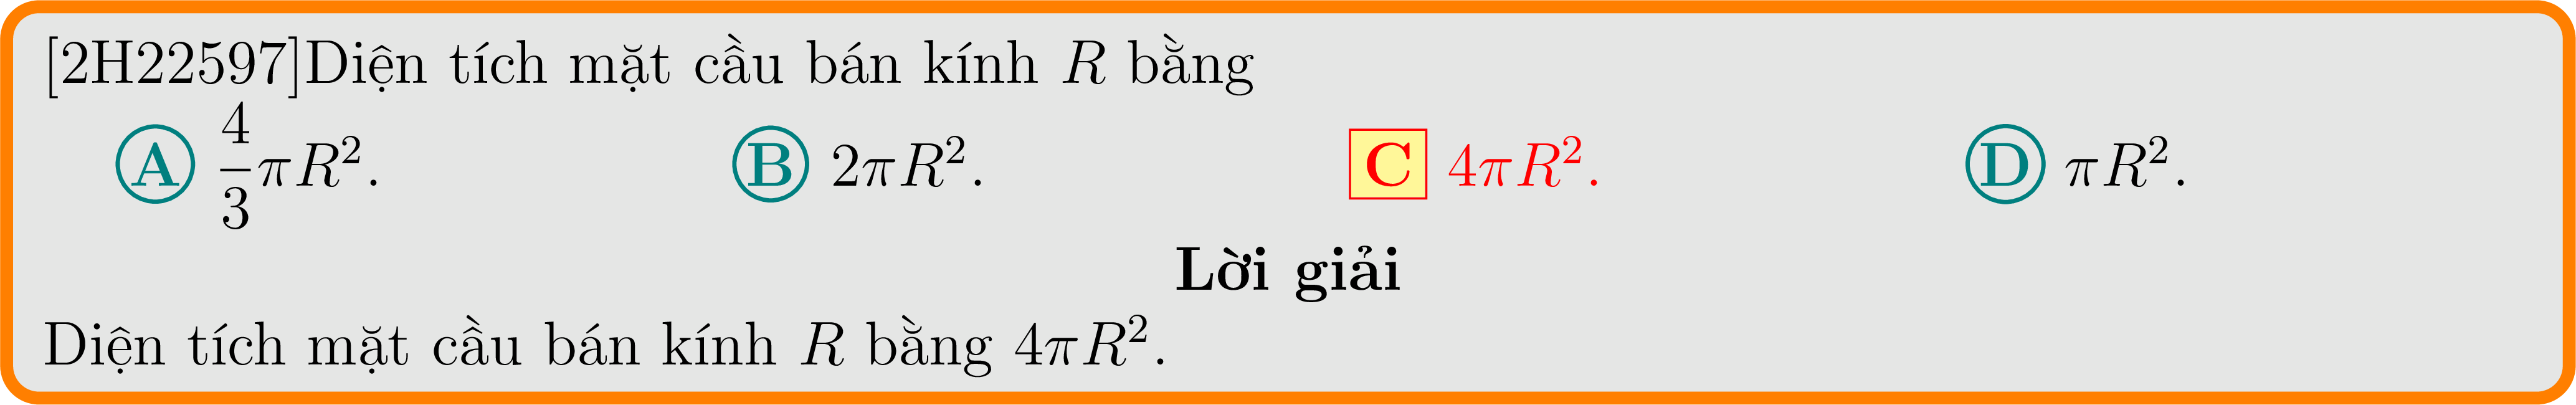 [2H22597]Diện tích mặt cầu bán kính R bằng
A $\frac{4}{3}\pi R^2$. B $2\pi R^2$. C $4\pi R^2$. D $\pi R^2$.
Lời giải
Diện tích mặt cầu bán kính R bằng $4\pi R^2$.